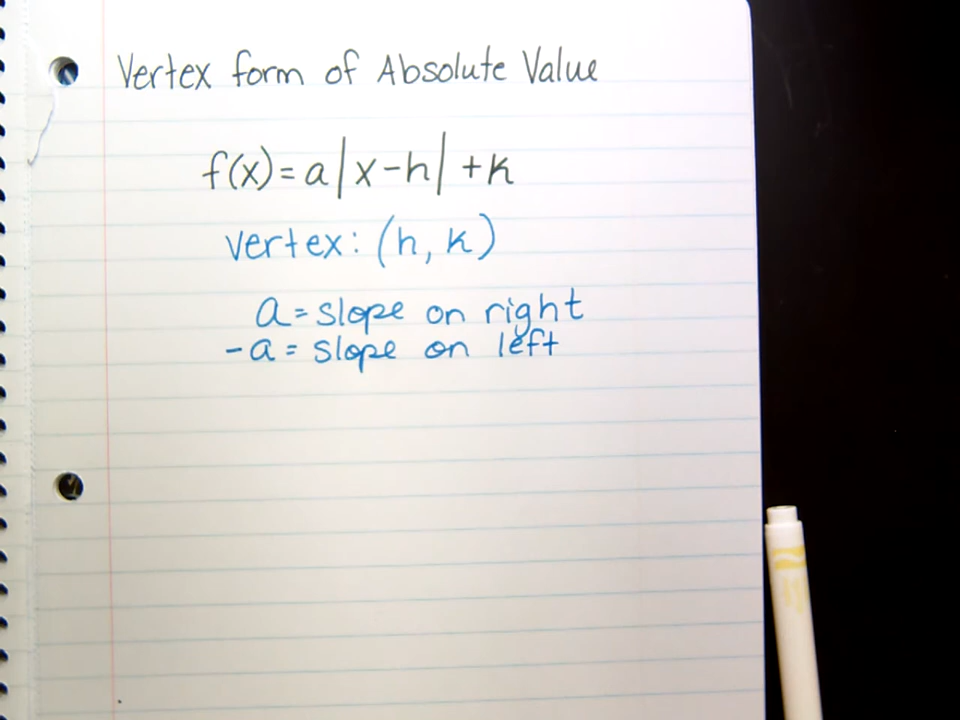 Vertex form of Absolute Value
f(x)=a|x-h|+k
vertex: (h, k)
a = slope on right
-a = slope on left